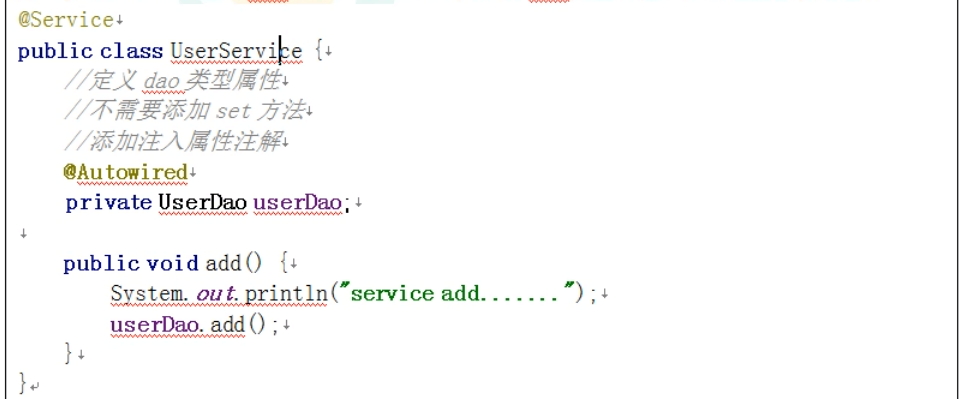 @Service
public class UserService {
//定义 dao 类型属性
//不需要添加 set 方法
//添加注入属性注解
@Autowired
private UserDao userDao;
public void add() {
System.out.println("service add.......");
userDao.add();
}
}